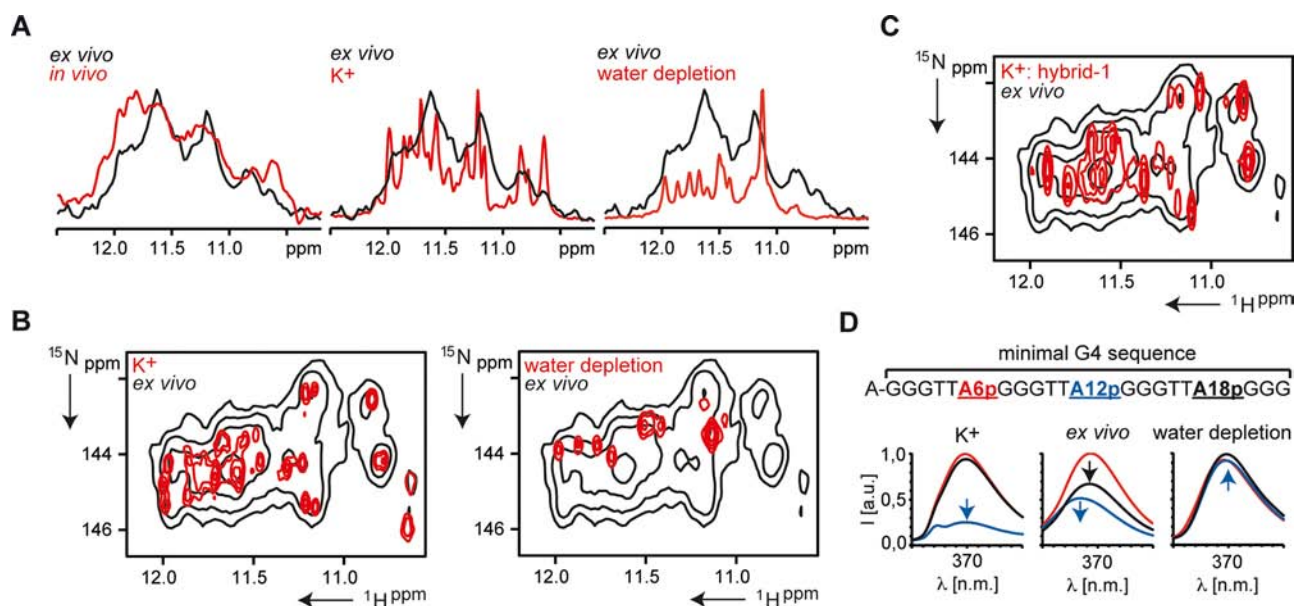 A
ex vivo
in vivo
12.0 11.5 11.0 ppm
ex vivo
K+
12.0 11.5 11.0 ppm
ex vivo
water depletion
12.0 11.5 11.0 ppm
B
15N ppm
K+
ex vivo
144
146
12.0 11.5 11.0
1H ppm
15N ppm
water depletion
ex vivo
144
146
12.0 11.5 11.0
1H ppm
C
15N ppm
K+: hybrid-1
ex vivo
144
146
12.0 11.5 11.0
1H ppm
D
minimal G4 sequence
A-GGGTTA6pGGGTTA12pGGGTTA18pGGG
K+ ex vivo water depletion
I [a.u.]
1,0
0,5
0,0
370 370 370
λ [n.m.] λ [n.m.] λ [n.m.]